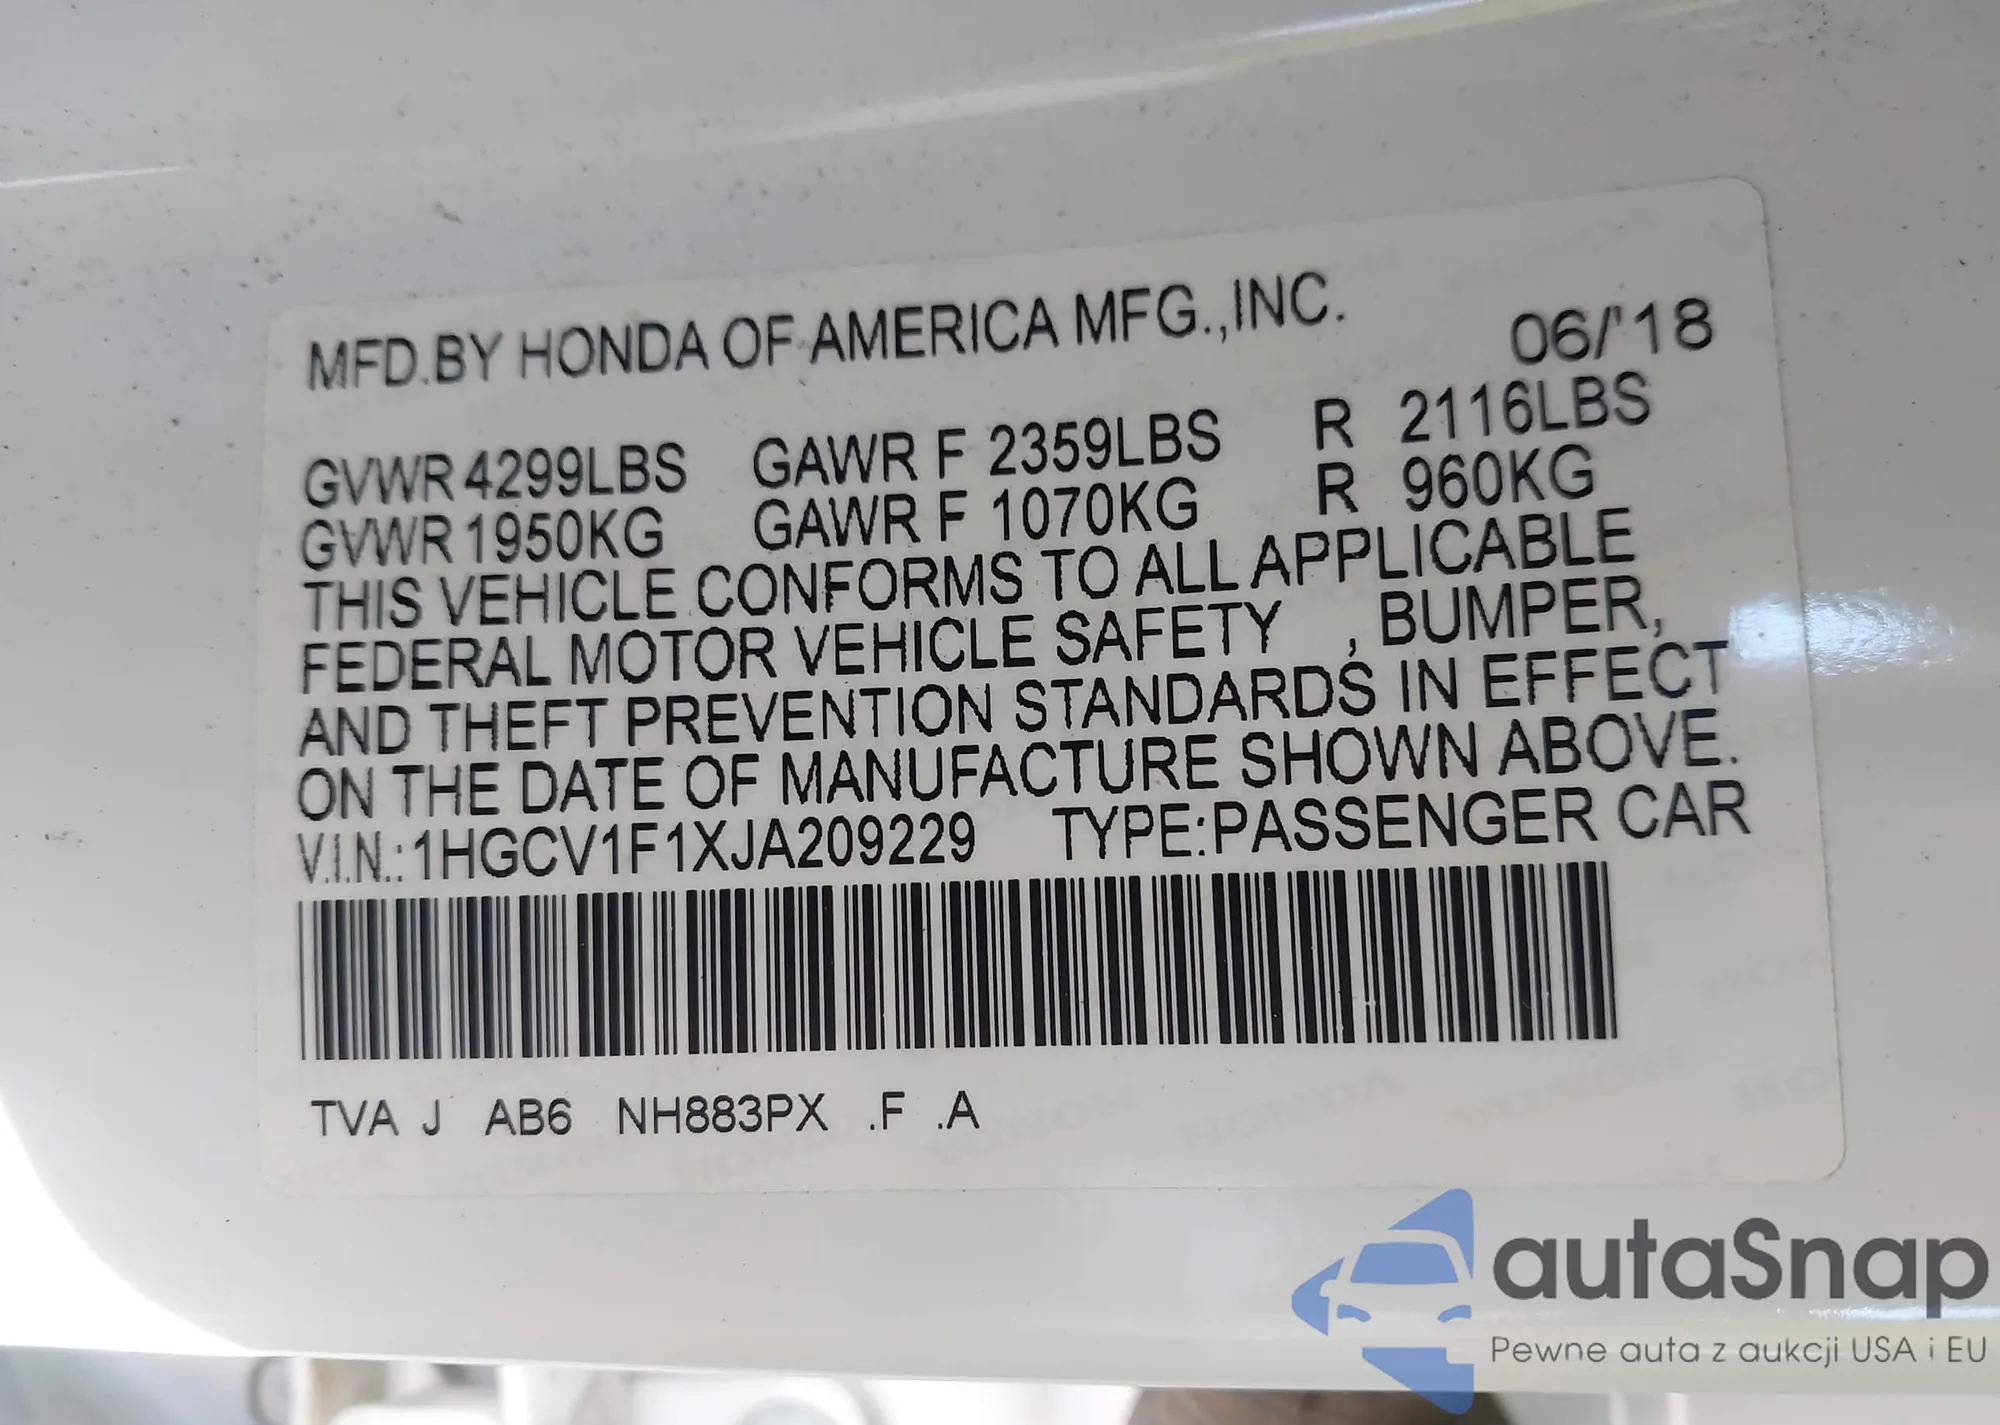 MFD.BY HONDA OF AMERICA MFG.,INC. 06/'18
GVWR 4299LBS GAWR F 2359LBS R 2116LBS
GVWR 1950KG GAWR F 1070KG R 960KG
THIS VEHICLE CONFORMS TO ALL APPLICABLE
FEDERAL MOTOR VEHICLE SAFETY , BUMPER,
AND THEFT PREVENTION STANDARDS IN EFFECT
ON THE DATE OF MANUFACTURE SHOWN ABOVE.
V.I.N.:1HGCV1F1XJA209229 TYPE:PASSENGER CAR
TVA J AB6 NH883PX .F .A
autaSnap
Pewne auta z aukcji USA i EU